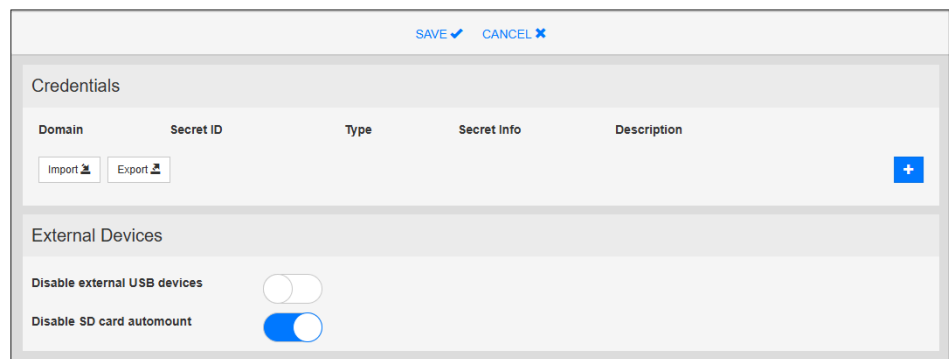 SAVE CANCEL
Credentials
Domain Secret ID Type Secret Info Description
Import Export
External Devices
Disable external USB devices
Disable SD card automount